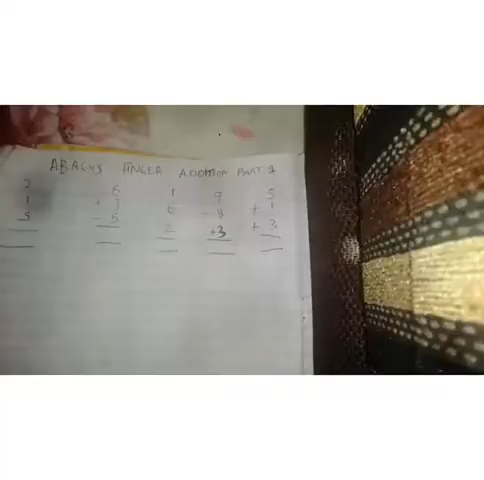 ABACUS FINGER ADDITION PART 1
2 6 1 9 5
1 + 3 6 - 8 + 1
5 - 5 2 +3 + 3